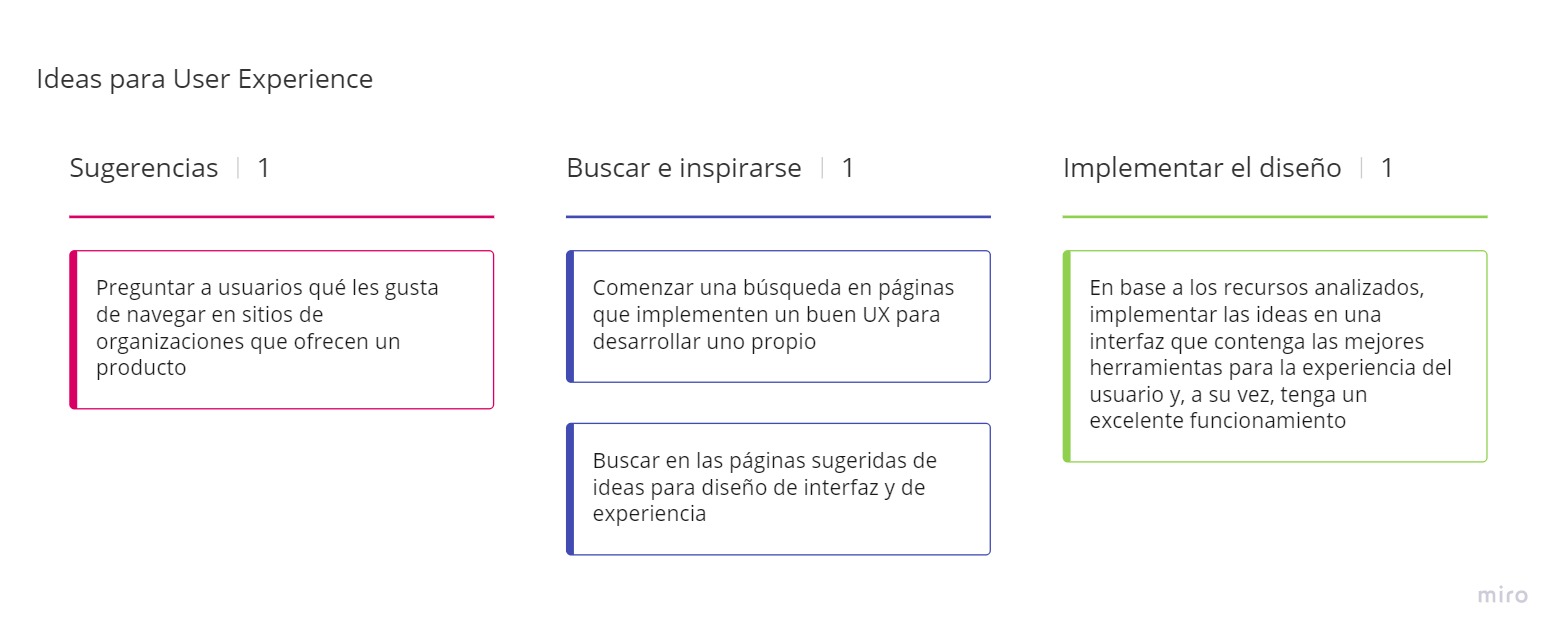 Ideas para User Experience
Sugerencias | 1
Preguntar a usuarios qué les gusta
de navegar en sitios de
organizaciones que ofrecen un
producto
Buscar e inspirarse | 1
Comenzar una búsqueda en páginas
que implementen un buen UX para
desarrollar uno propio
Buscar en las páginas sugeridas de
ideas para diseño de interfaz y de
experiencia
Implementar el diseño | 1
En base a los recursos analizados,
implementar las ideas en una
interfaz que contenga las mejores
herramientas para la experiencia del
usuario y, a su vez, tenga un
excelente funcionamiento
miro